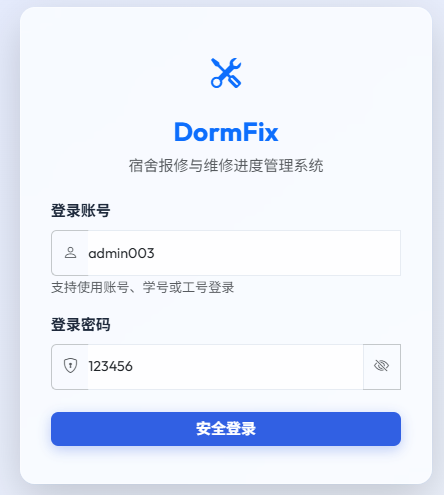 DormFix
宿舍报修与维修进度管理系统
登录账号
admin003
支持使用账号、学号或工号登录
登录密码
123456
安全登录